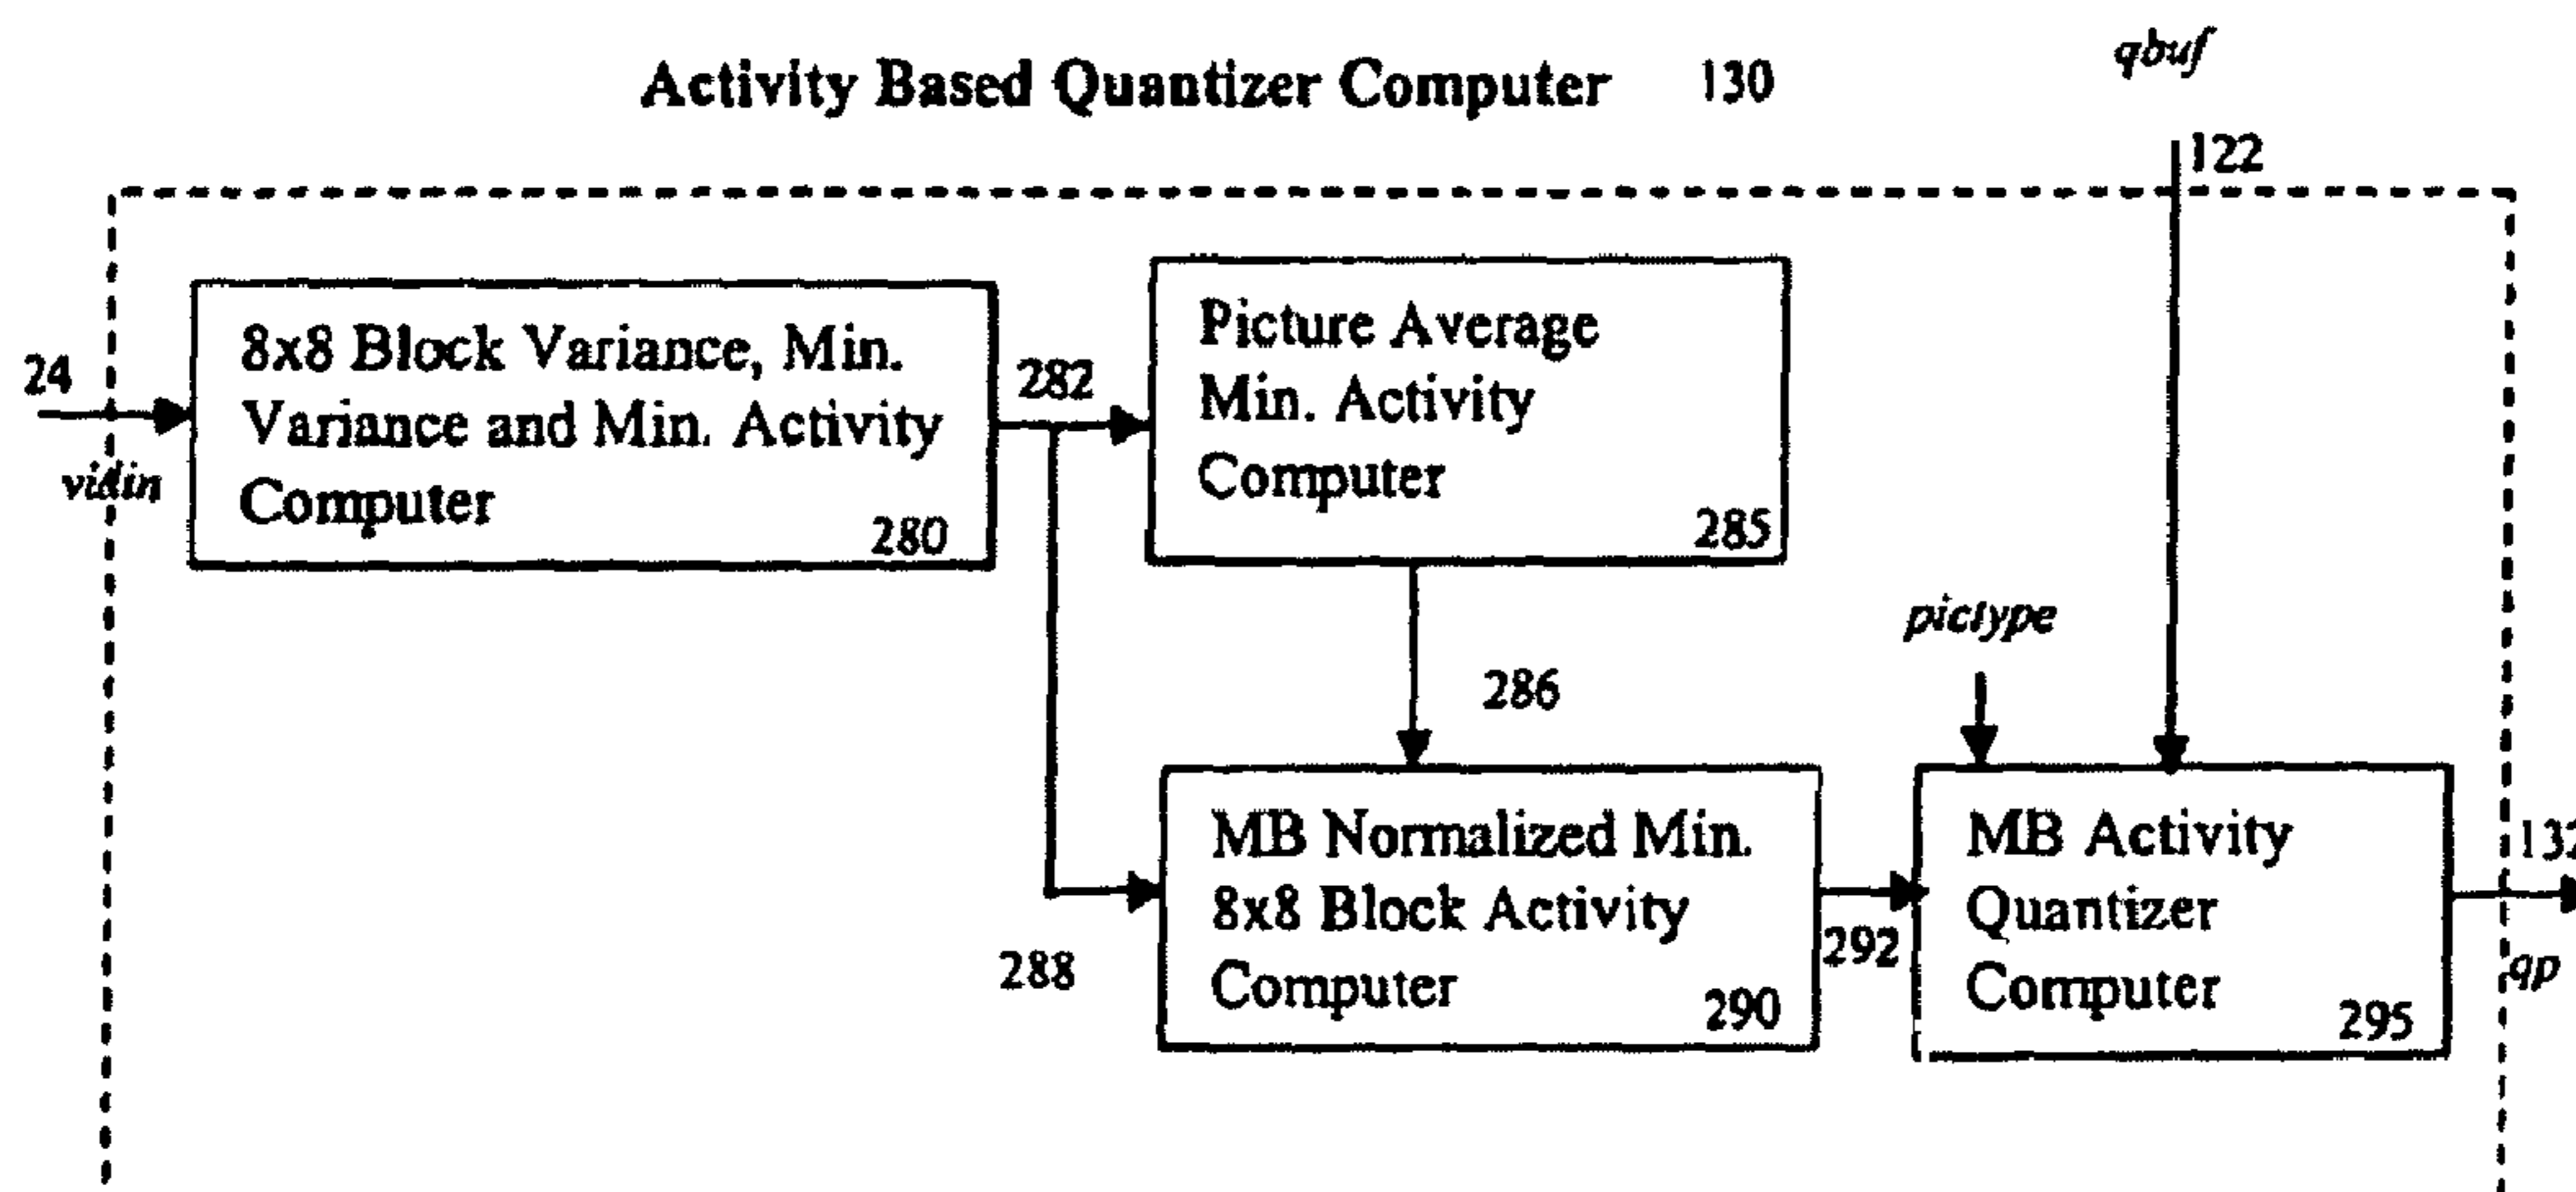 Activity Based Quantizer Computer 130
qbuf
122
24
vidin
8x8 Block Variance, Min.
Variance and Min. Activity
Computer
280
282
Picture Average
Min. Activity
Computer
285
286
288
pictype
MB Normalized Min.
8x8 Block Activity
Computer
290
292
MB Activity
Quantizer
Computer
295
132
qp